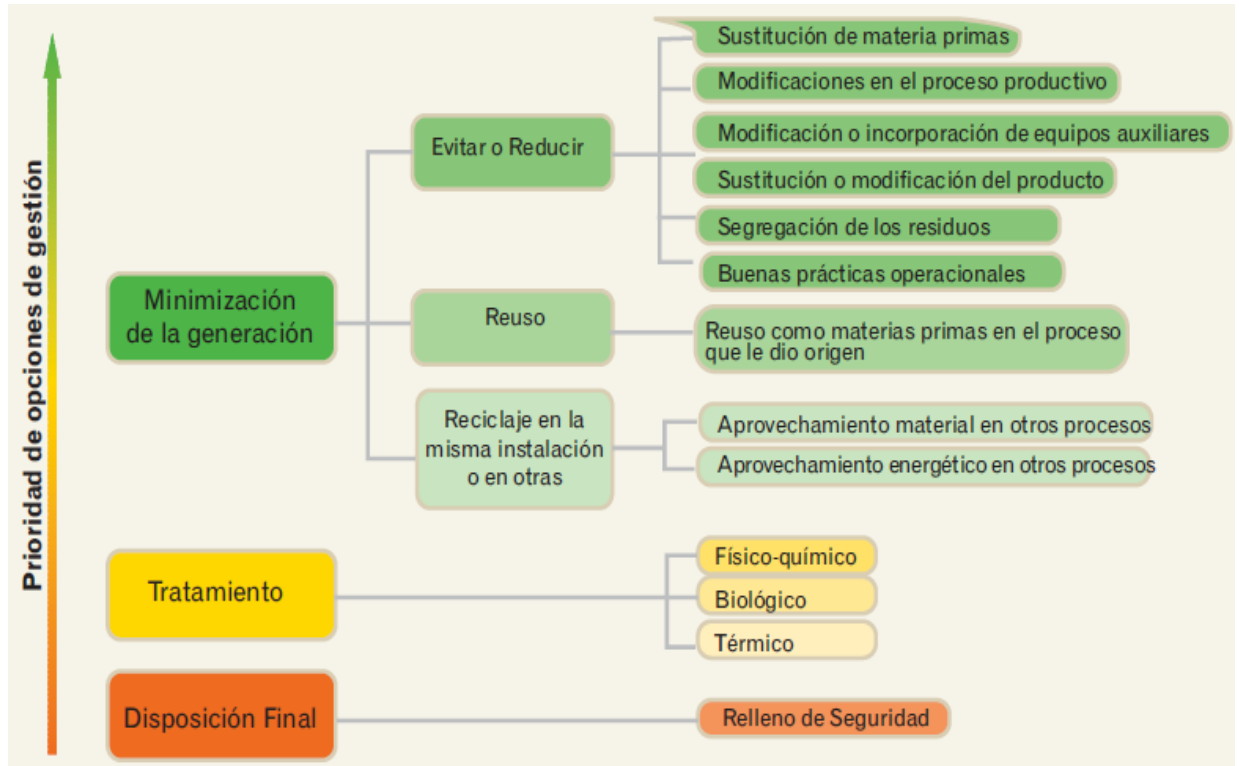 Prioridad de opciones de gestión
Minimización
de la generación
Evitar o Reducir
Sustitución de materia primas
Modificaciones en el proceso productivo
Modificación o incorporación de equipos auxiliares
Sustitución o modificación del producto
Segregación de los residuos
Buenas prácticas operacionales
Reuso
Reuso como materias primas en el proceso
que le dio origen
Reciclaje en la
misma instalación
o en otras
Aprovechamiento material en otros procesos
Aprovechamiento energético en otros procesos
Tratamiento
Físico-químico
Biológico
Térmico
Disposición Final
Relleno de Seguridad